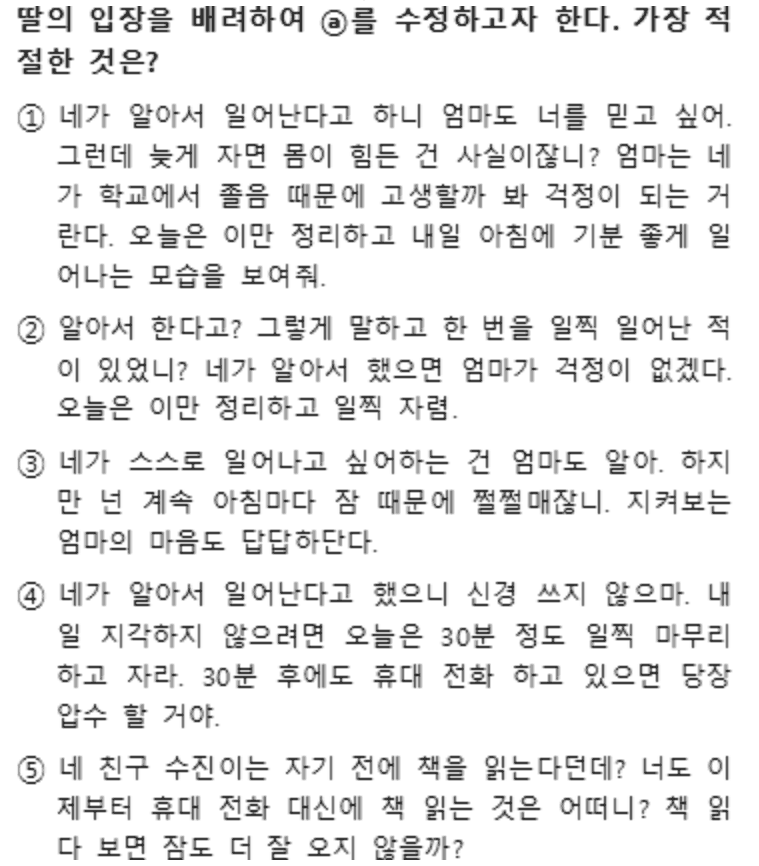 딸의 입장을 배려하여 ⓐ를 수정하고자 한다. 가장 적
절한 것은?
① 네가 알아서 일어난다고 하니 엄마도 너를 믿고 싶어.
그런데 늦게 자면 몸이 힘든 건 사실이잖니? 엄마는 네
가 학교에서 졸음 때문에 고생할까 봐 걱정이 되는 거
란다. 오늘은 이만 정리하고 내일 아침에 기분 좋게 일
어나는 모습을 보여줘.
② 알아서 한다고? 그렇게 말하고 한 번을 일찍 일어난 적
이 있었니? 네가 알아서 했으면 엄마가 걱정이 없겠다.
오늘은 이만 정리하고 일찍 자렴.
③ 네가 스스로 일어나고 싶어하는 건 엄마도 알아. 하지
만 넌 계속 아침마다 잠 때문에 쩔쩔매잖니. 지켜보는
엄마의 마음도 답답하단다.
④ 네가 알아서 일어난다고 했으니 신경 쓰지 않으마. 내
일 지각하지 않으려면 오늘은 30분 정도 일찍 마무리
하고 자라. 30분 후에도 휴대 전화 하고 있으면 당장
압수 할 거야.
⑤ 네 친구 수진이는 자기 전에 책을 읽는다던데? 너도 이
제부터 휴대 전화 대신에 책 읽는 것은 어떠니? 책 읽
다 보면 잠도 더 잘 오지 않을까?